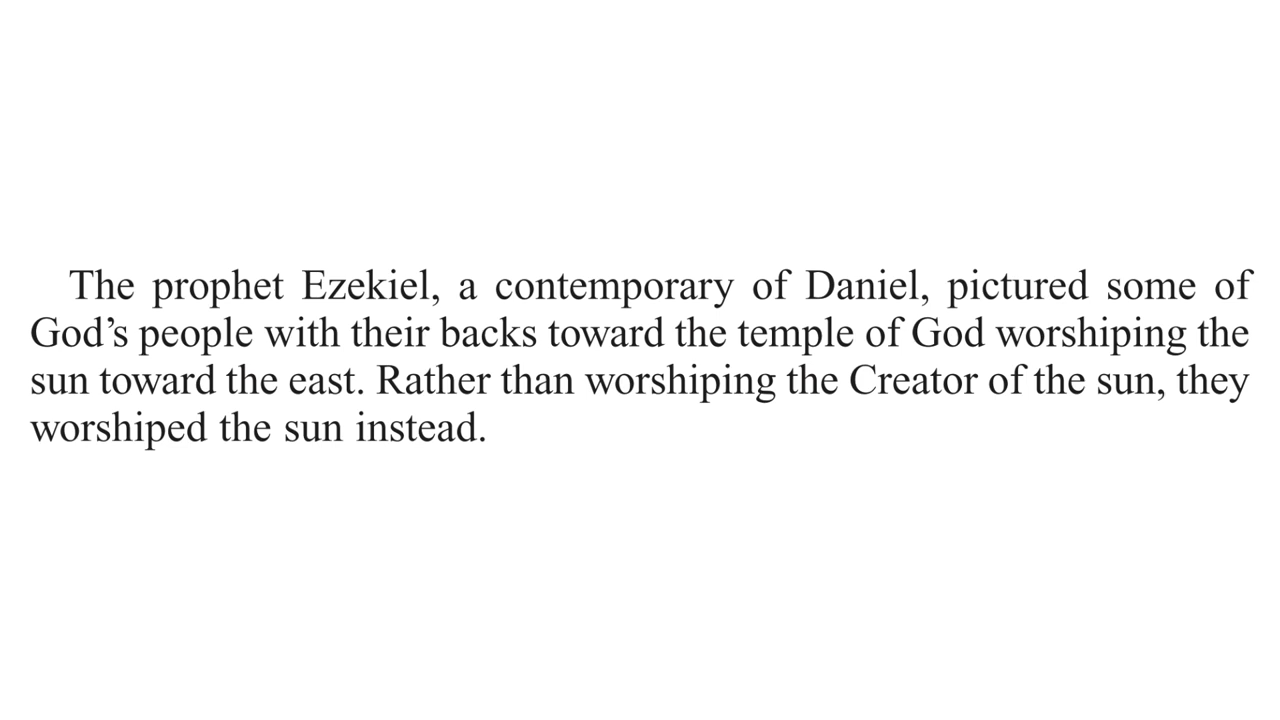 The prophet Ezekiel, a contemporary of Daniel, pictured some of
God’s people with their backs toward the temple of God worshiping the
sun toward the east. Rather than worshiping the Creator of the sun, they
worshiped the sun instead.